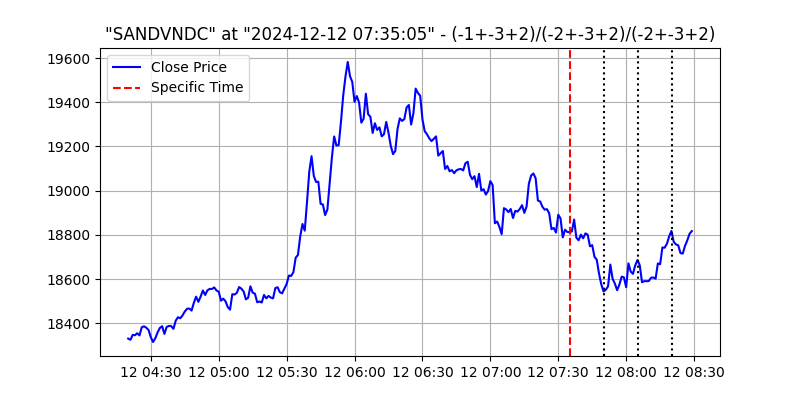 "SANDVNDC" at "2024-12-12 07:35:05" - (-1+-3+2)/(-2+-3+2)/(-2+-3+2)
Close Price
Specific Time
19600
19400
19200
19000
18800
18600
18400
12 04:30 12 05:00 12 05:30 12 06:00 12 06:30 12 07:00 12 07:30 12 08:00 12 08:30